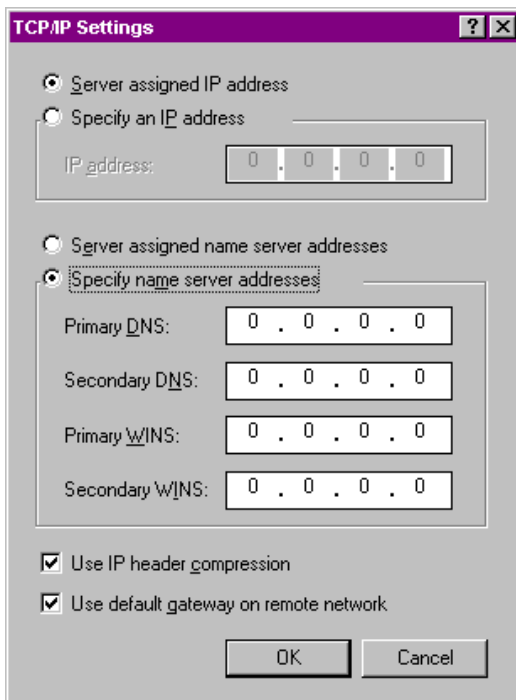 TCP/IP Settings ? X
Server assigned IP address
Specify an IP address
IP address: 0 . 0 . 0 . 0
Server assigned name server addresses
Specify name server addresses
Primary DNS: 0 . 0 . 0 . 0
Secondary DNS: 0 . 0 . 0 . 0
Primary WINS: 0 . 0 . 0 . 0
Secondary WINS: 0 . 0 . 0 . 0
Use IP header compression
Use default gateway on remote network
OK Cancel